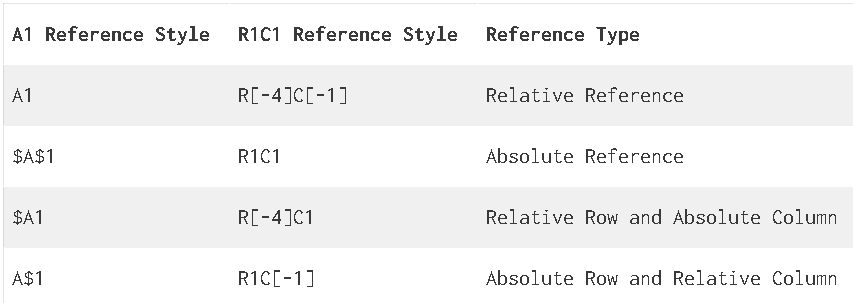 A1 Reference Style R1C1 Reference Style Reference Type
A1 R[-4]C[-1] Relative Reference
$A$1 R1C1 Absolute Reference
$A1 R[-4]C1 Relative Row and Absolute Column
A$1 R1C[-1] Absolute Row and Relative Column